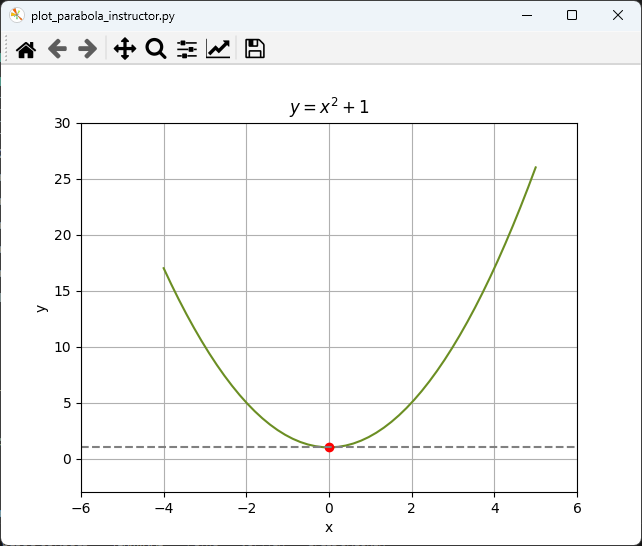 plot_parabola_instructor.py
y = x² + 1
30
25
20
15
10
5
0
y
−6 −4 −2 0 2 4 6
x